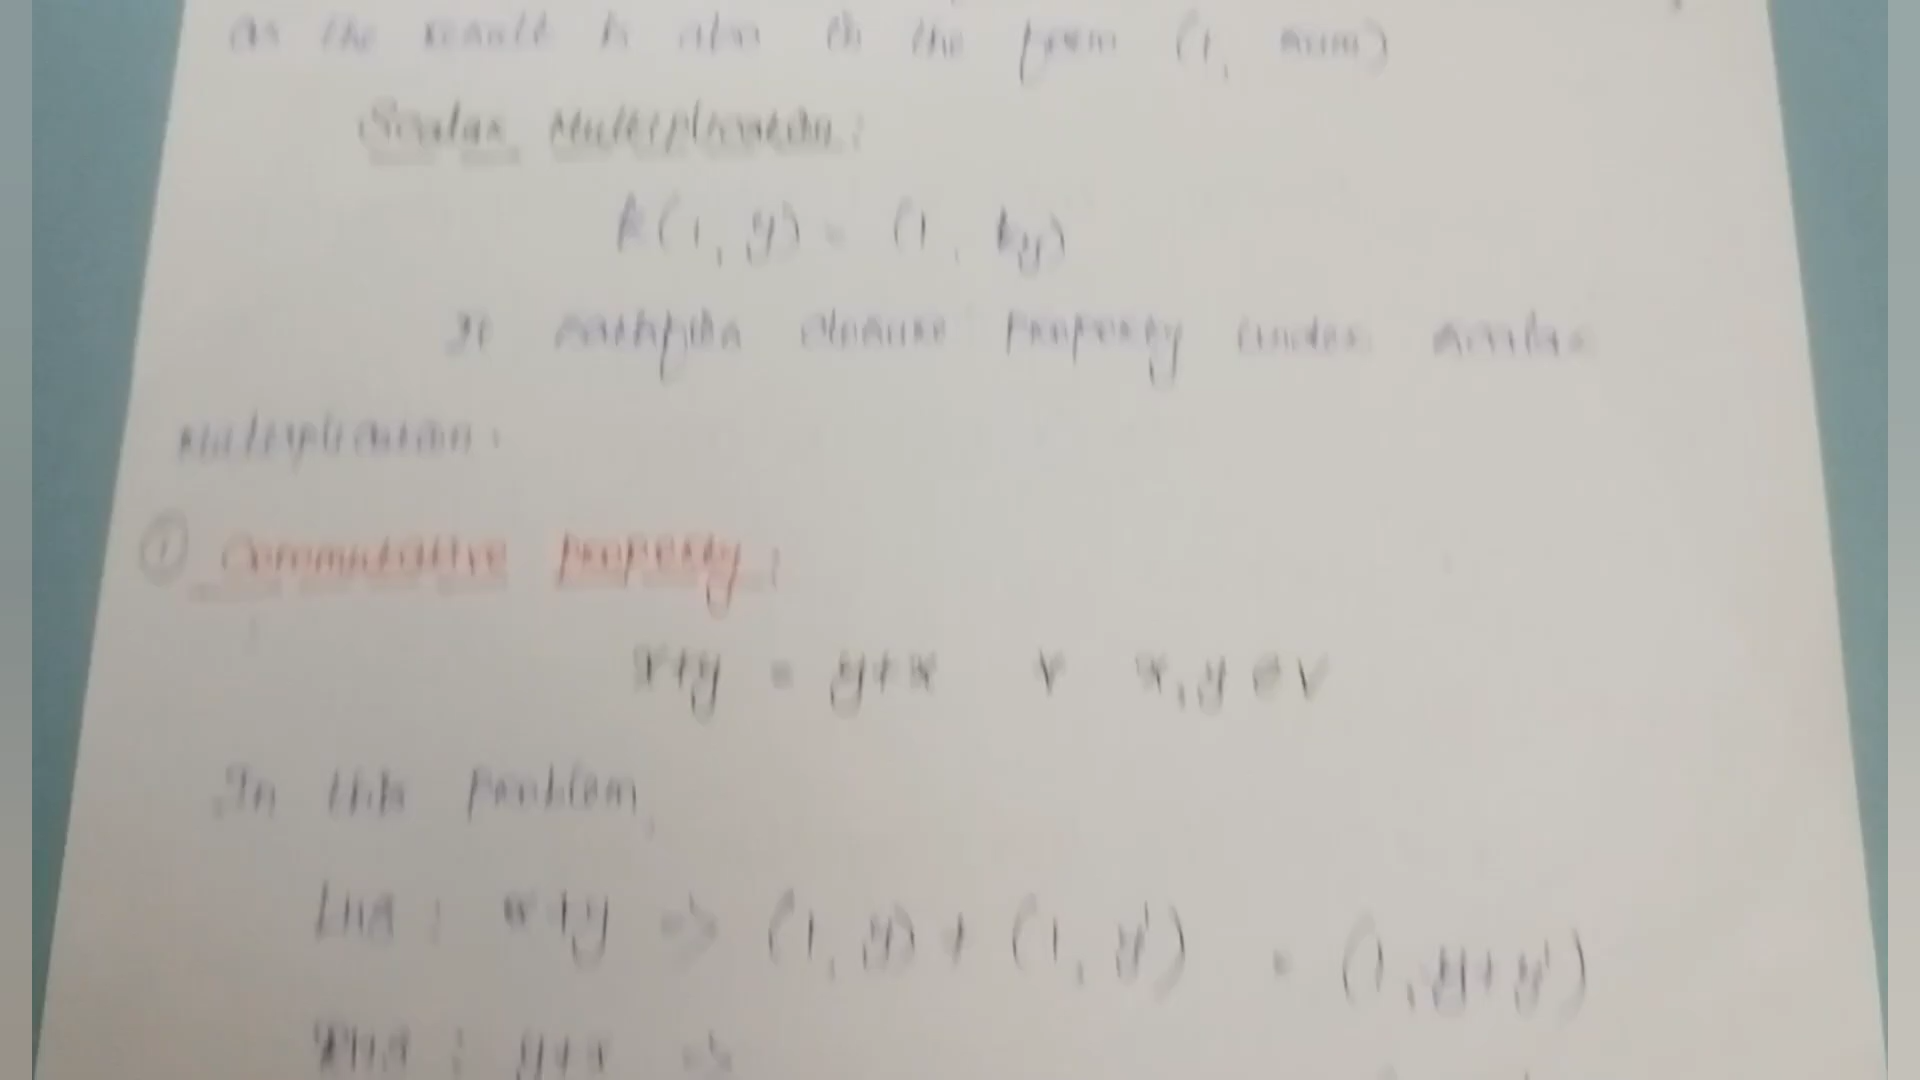 as the result is also in the form (1, num)
Scalar Multiplication:
k(1, y) = (1, ky)
It satisfies closure property under scalar
Multiplication.
① Commutative property:
x+y = y+x ∀ x, y ∈ V
In this problem,
LHS: x+y => (1, y) + (1, y') = (1, y+y')
RHS: y+x =>